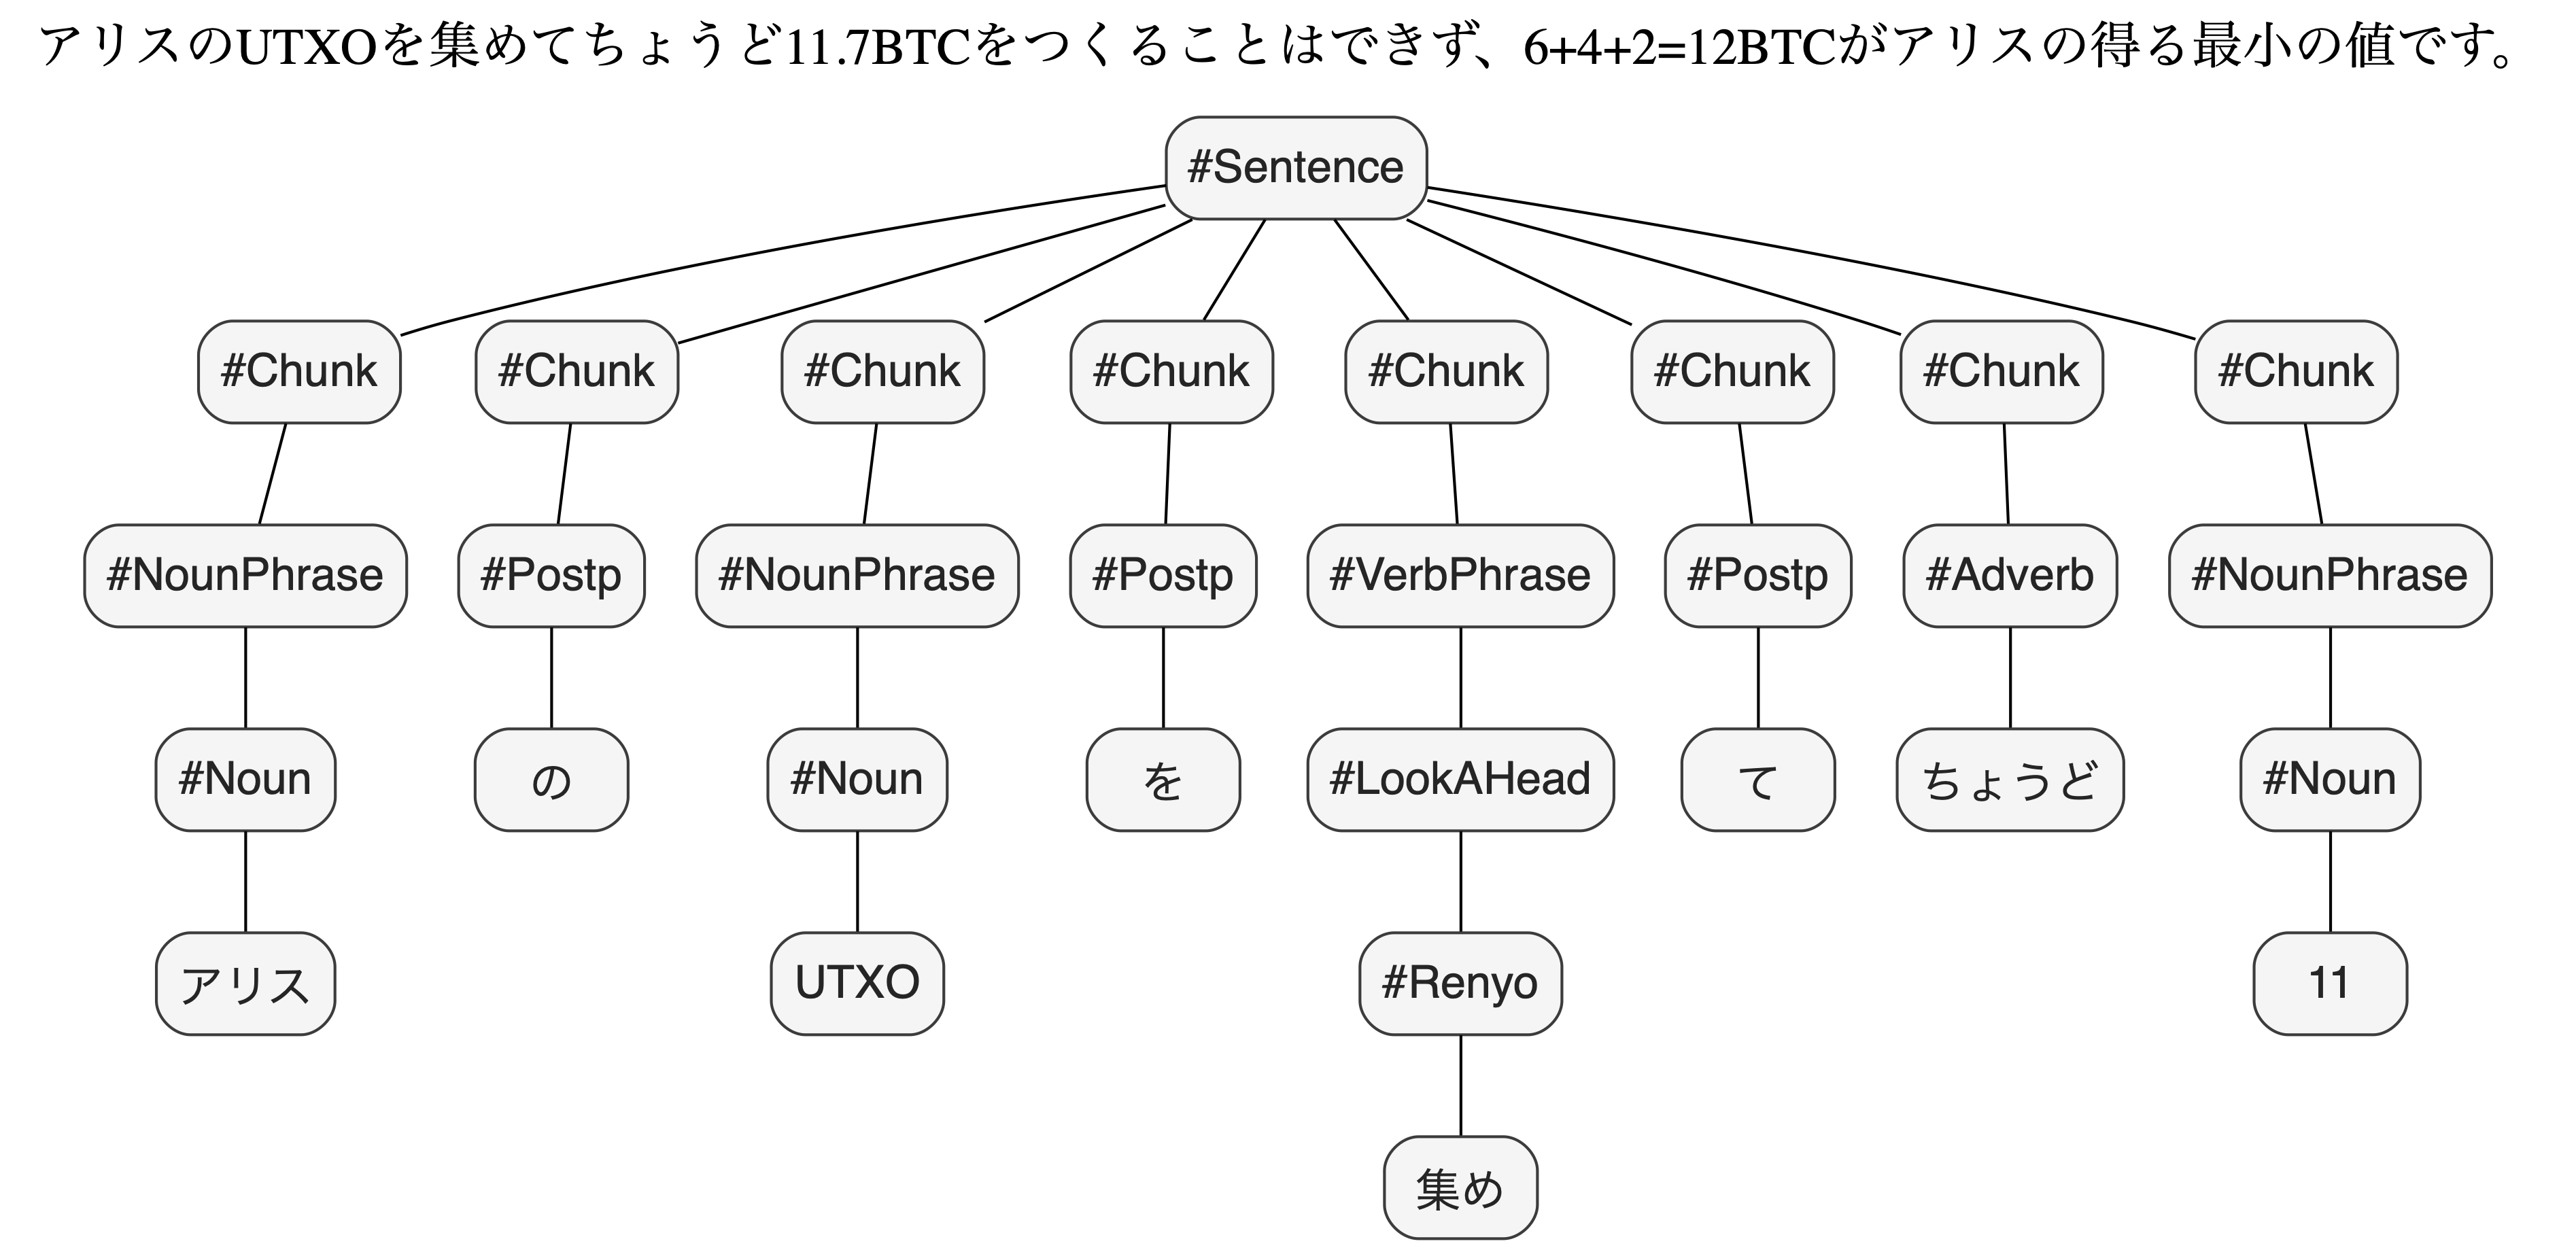 アリスのUTXOを集めてちょうど11.7BTCをつくることはできず、6+4+2=12BTCがアリスの得る最小の値です。
#Sentence
#Chunk #Chunk #Chunk #Chunk #Chunk #Chunk #Chunk #Chunk
#NounPhrase #Postp #NounPhrase #Postp #VerbPhrase #Postp #Adverb #NounPhrase
#Noun の #Noun を #LookAHead て ちょうど #Noun
アリス UTXO #Renyo 11
集め